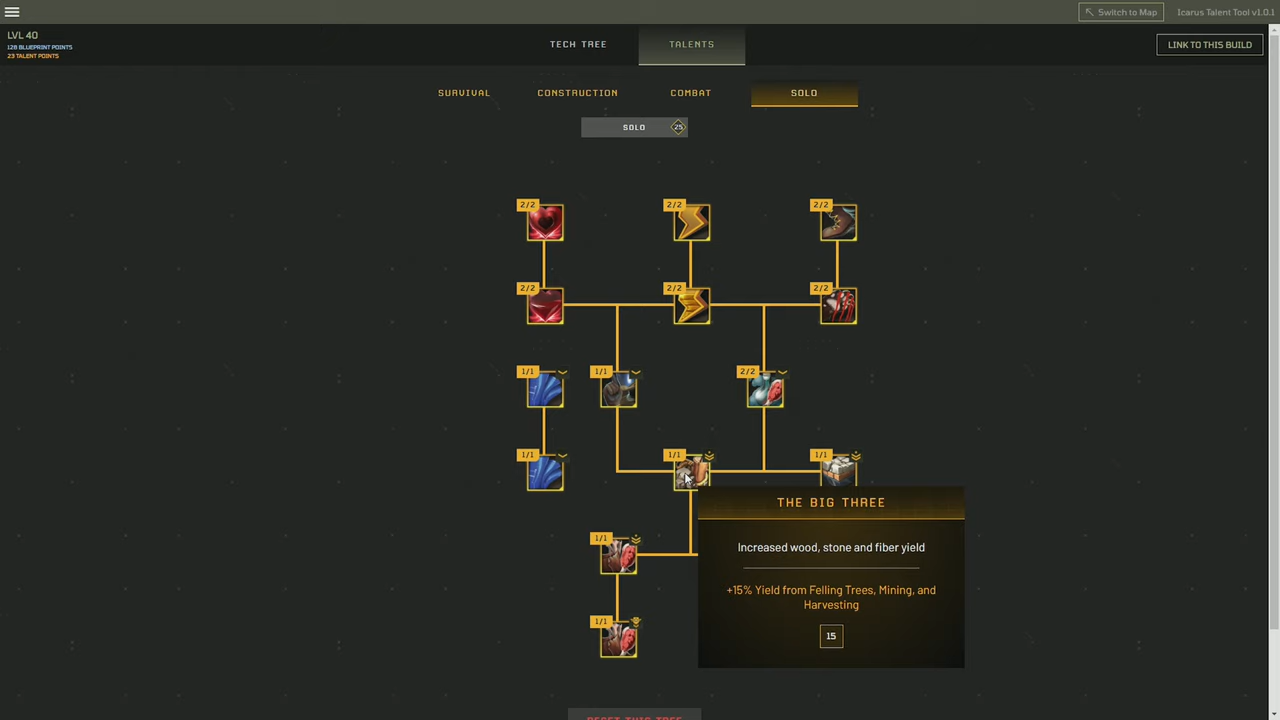 Switch to Map
Icarus Talent Tool v1.0.1
LVL 40
128 BLUEPRINT POINTS
23 TALENT POINTS
TECH TREE
TALENTS
LINK TO THIS BUILD
SURVIVAL
CONSTRUCTION
COMBAT
SOLO
SOLO
25
2/2
2/2
2/2
2/2
2/2
2/2
1/1
1/1
2/2
1/1
1/1
1/1
THE BIG THREE
1/1
Increased wood, stone and fiber yield
+15% Yield from Felling Trees, Mining, and
Harvesting
1/1
15
RESET THIS TREE